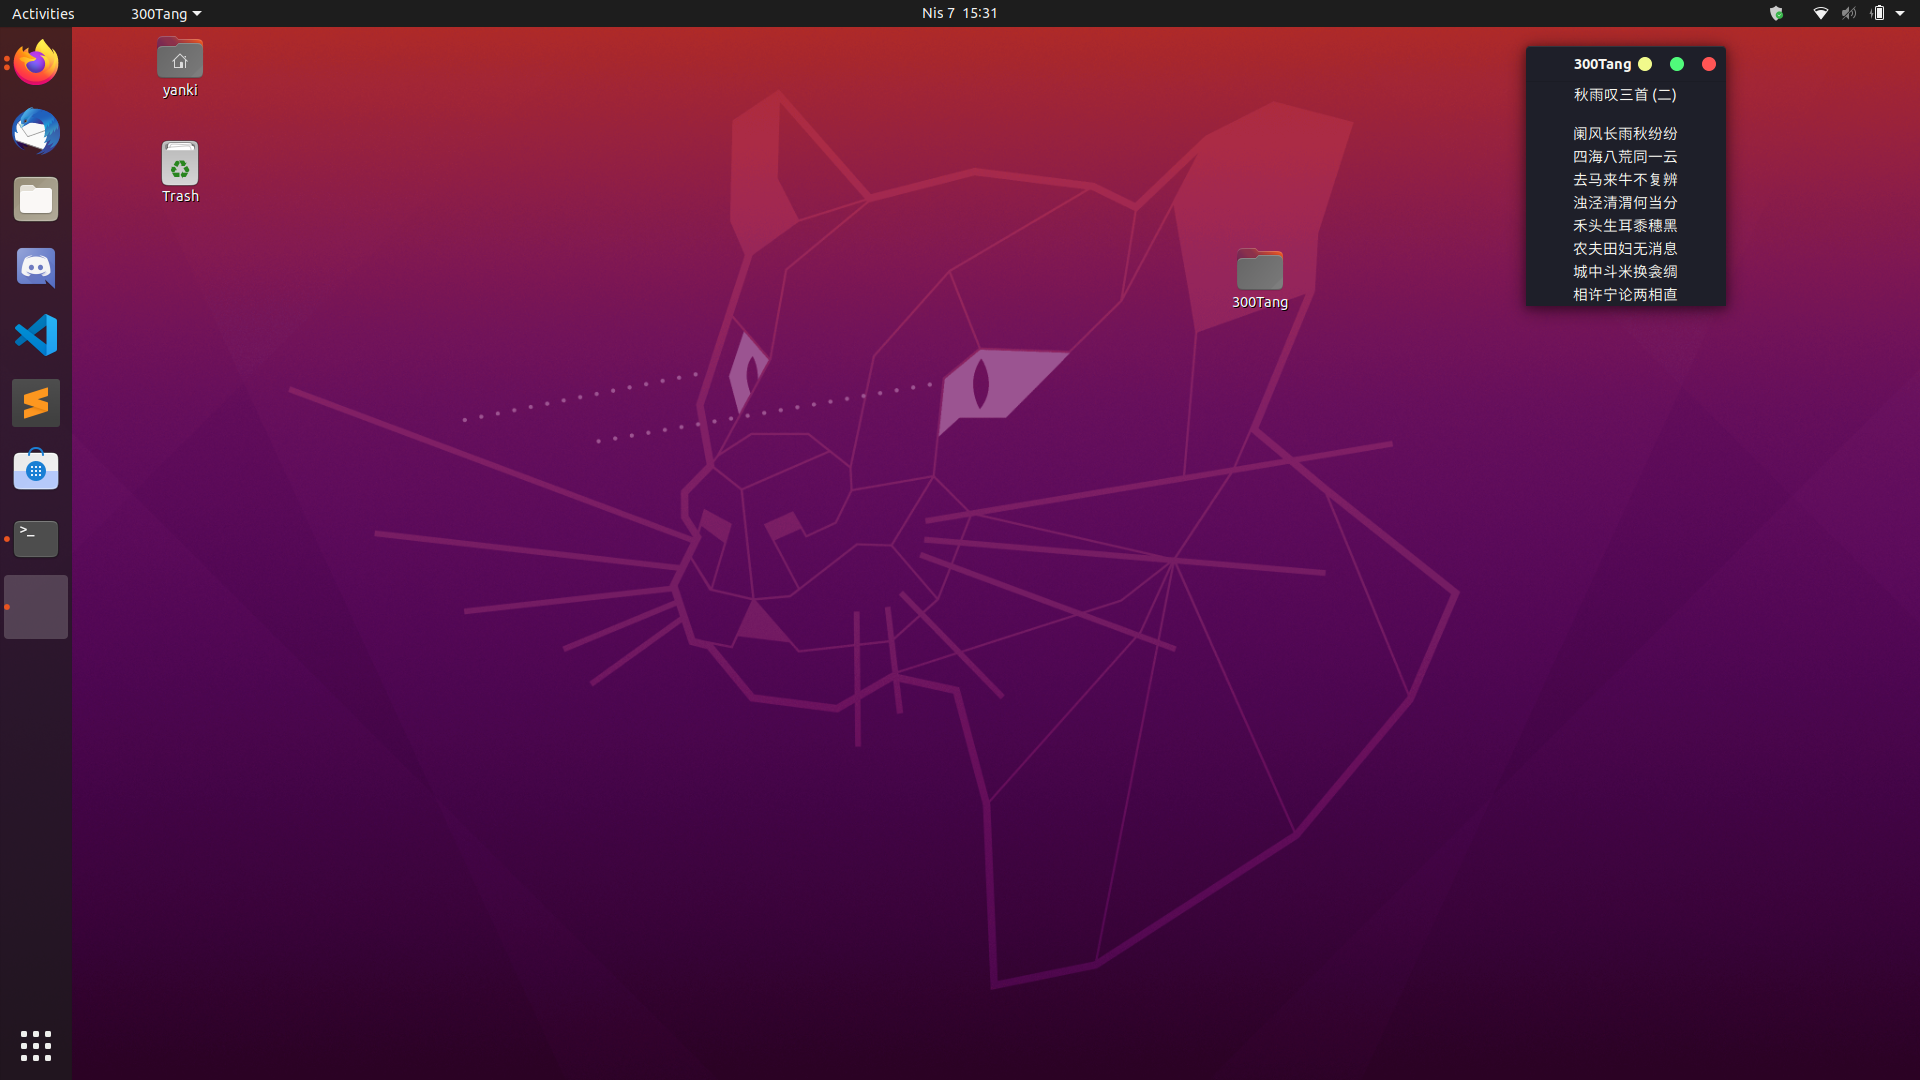 Activities
300Tang
Nis 7 15:31
yanki
Trash
300Tang
300Tang
秋雨叹三首 (二)
阑风长雨秋纷纷
四海八荒同一云
去马来牛不复辨
浊泾清渭何当分
禾头生耳黍穗黑
农夫田妇无消息
城中斗米换衾绸
相许宁论两相直